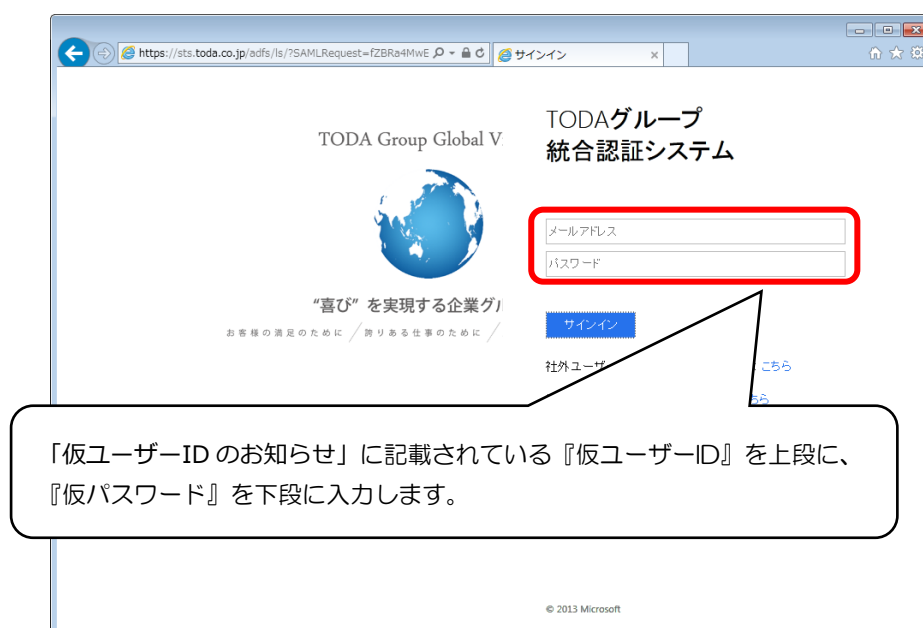 https://sts.toda.co.jp/adfs/ls/?SAMLRequest=fZBRa4MwE
サインイン
TODA Group Global V
TODAグループ
統合認証システム
メール アドレス
パスワード
“喜び” を実現する企業グル
お客様の満足のために / 誇りある仕事のために /
サインイン
社外ユーザ
こちら
ちら
「仮ユーザーID のお知らせ」に記載されている『仮ユーザーID』を上段に、
『仮パスワード』を下段に入力します。
© 2013 Microsoft